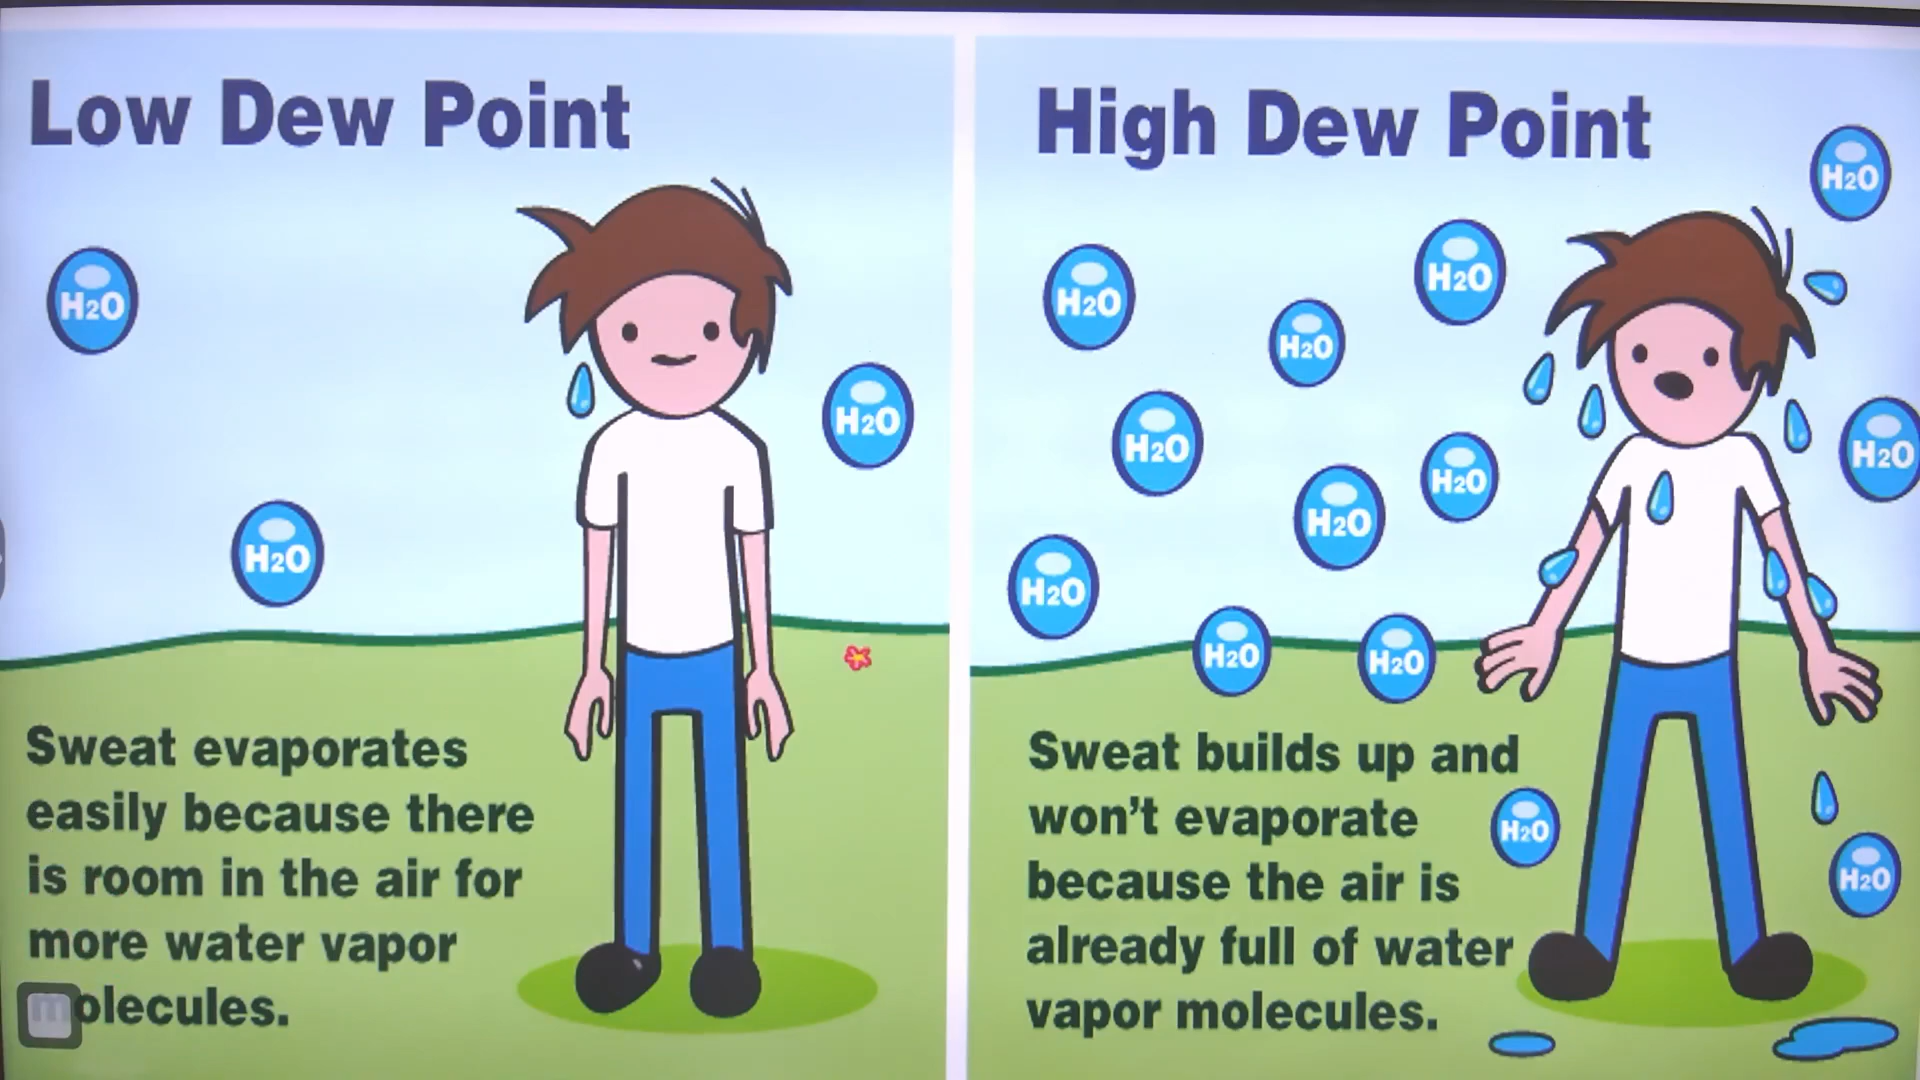 Low Dew Point
H2O
H2O
H2O
Sweat evaporates
easily because there
is room in the air for
more water vapor
molecules.
High Dew Point
H2O
H2O
H2O
H2O
H2O
H2O
H2O
H2O
H2O
H2O
H2O
Sweat builds up and
won't evaporate
because the air is
already full of water
vapor molecules.
H2O
H2O